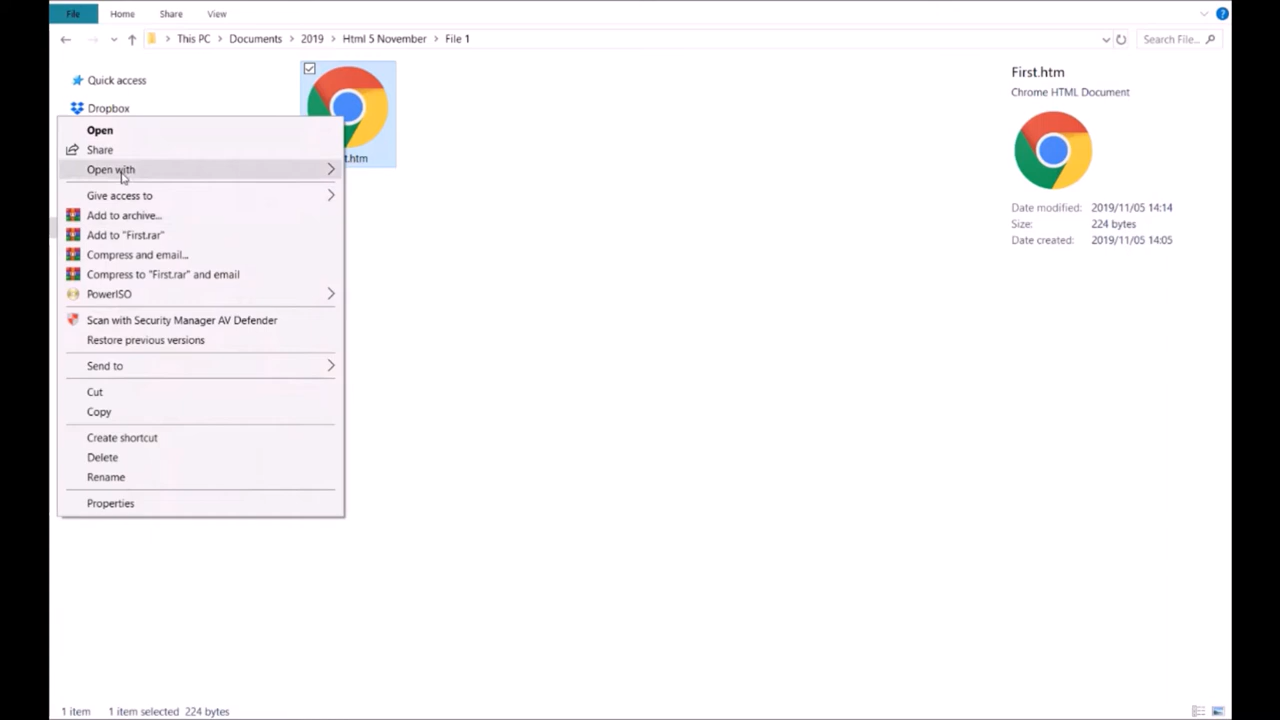 File Home Share View
This PC Documents 2019 Html 5 November File 1 Search File...
Quick access
Dropbox
Open
Share
Open with
Give access to
Add to archive...
Add to "First.rar"
Compress and email...
Compress to "First.rar" and email
PowerISO
Scan with Security Manager AV Defender
Restore previous versions
Send to
Cut
Copy
Create shortcut
Delete
Rename
Properties
t.htm
First.htm
Chrome HTML Document
Date modified: 2019/11/05 14:14
Size: 224 bytes
Date created: 2019/11/05 14:05
1 item 1 item selected 224 bytes